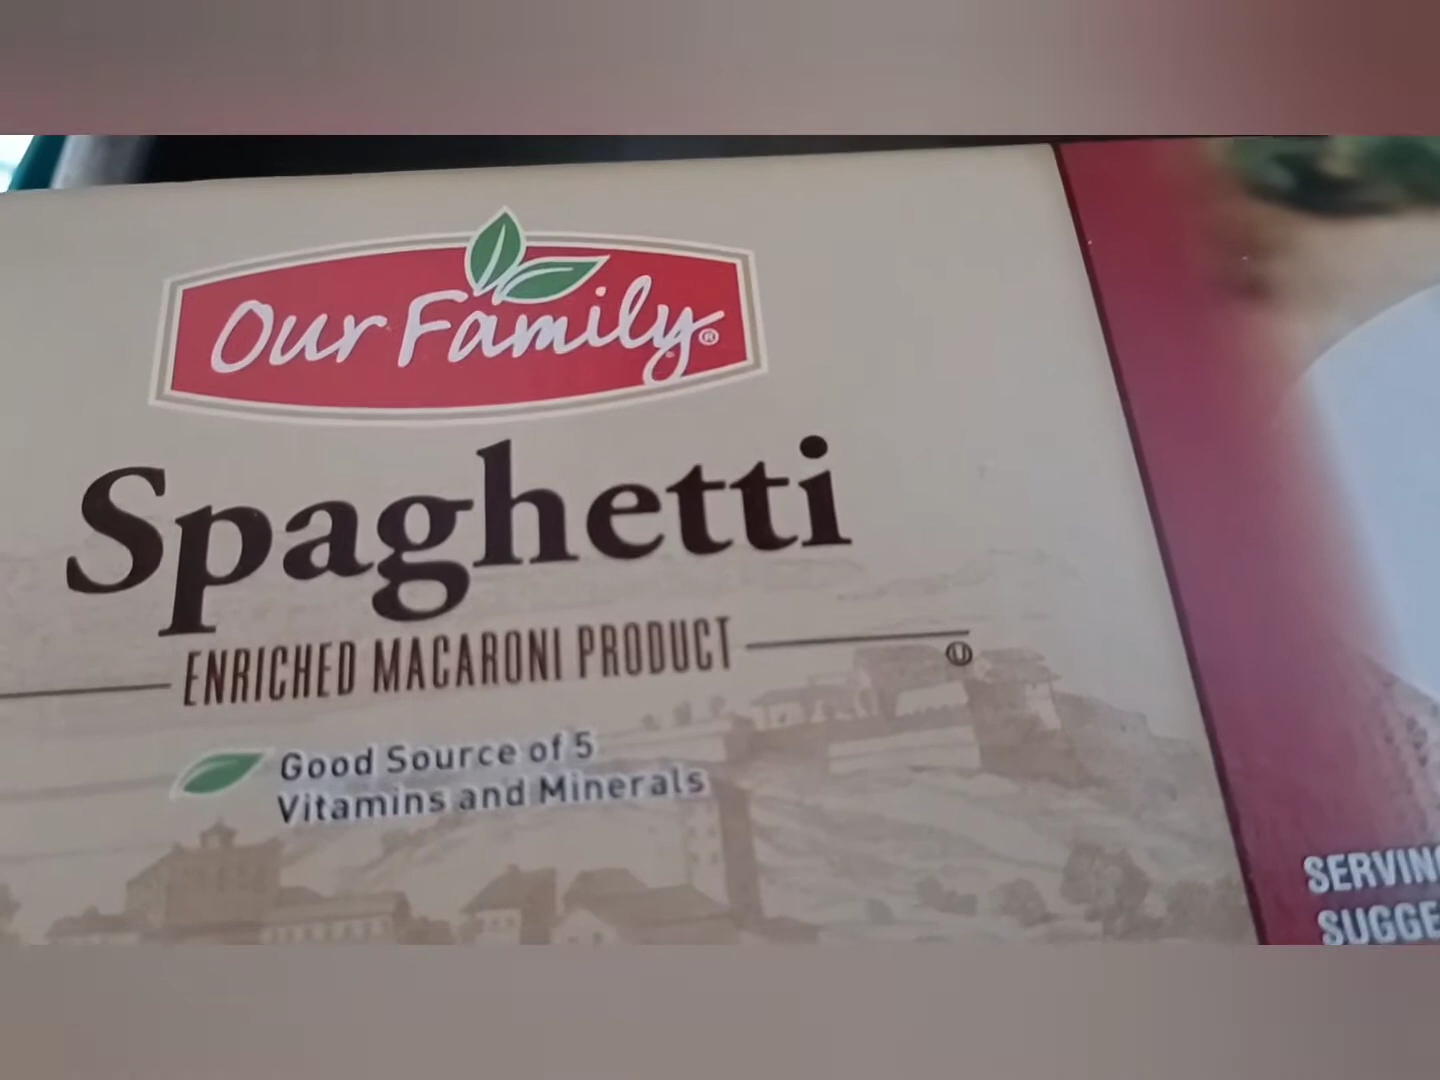 Our Family®
Spaghetti
ENRICHED MACARONI PRODUCT
Ⓤ
Good Source of 5
Vitamins and Minerals